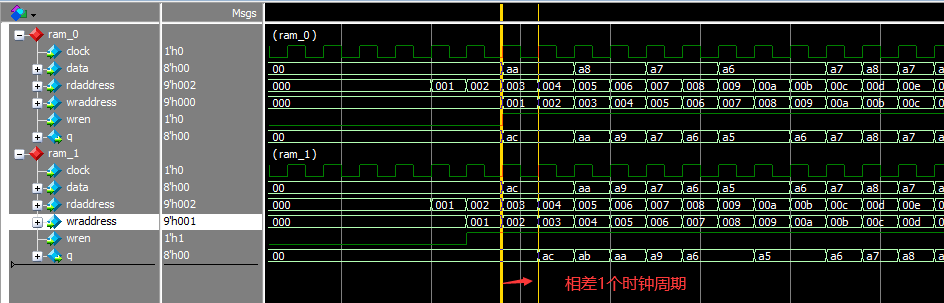 Msgs
ram_0 (ram_0)
clock 1'h0
data 8'h00 00 aa a8 a7 a6 a7 a8 a7
rdaddress 9'h002 000 001 002 003 004 005 006 007 008 009 00a 00b 00c 00d 00e
wraddress 9'h000 000 001 002 003 004 005 006 007 008 009 00a 00b 00c
wren 1'h0
q 8'h00 00 ac aa a9 a7 a6 a5 a6 a7 a8 a7
ram_1 (ram_1)
clock 1'h0
data 8'h00 00 ac aa a9 a7 a6 a5 a6 a7 a8 a7
rdaddress 9'h002 000 001 002 003 004 005 006 007 008 009 00a 00b 00c 00d 00e
wraddress 9'h001 000 001 002 003 004 005 006 007 008 009 00a 00b 00c 00d
wren 1'h1
q 8'h00 00 ac ab aa a9 a6 a5 a6 a7 a8
相差1个时钟周期